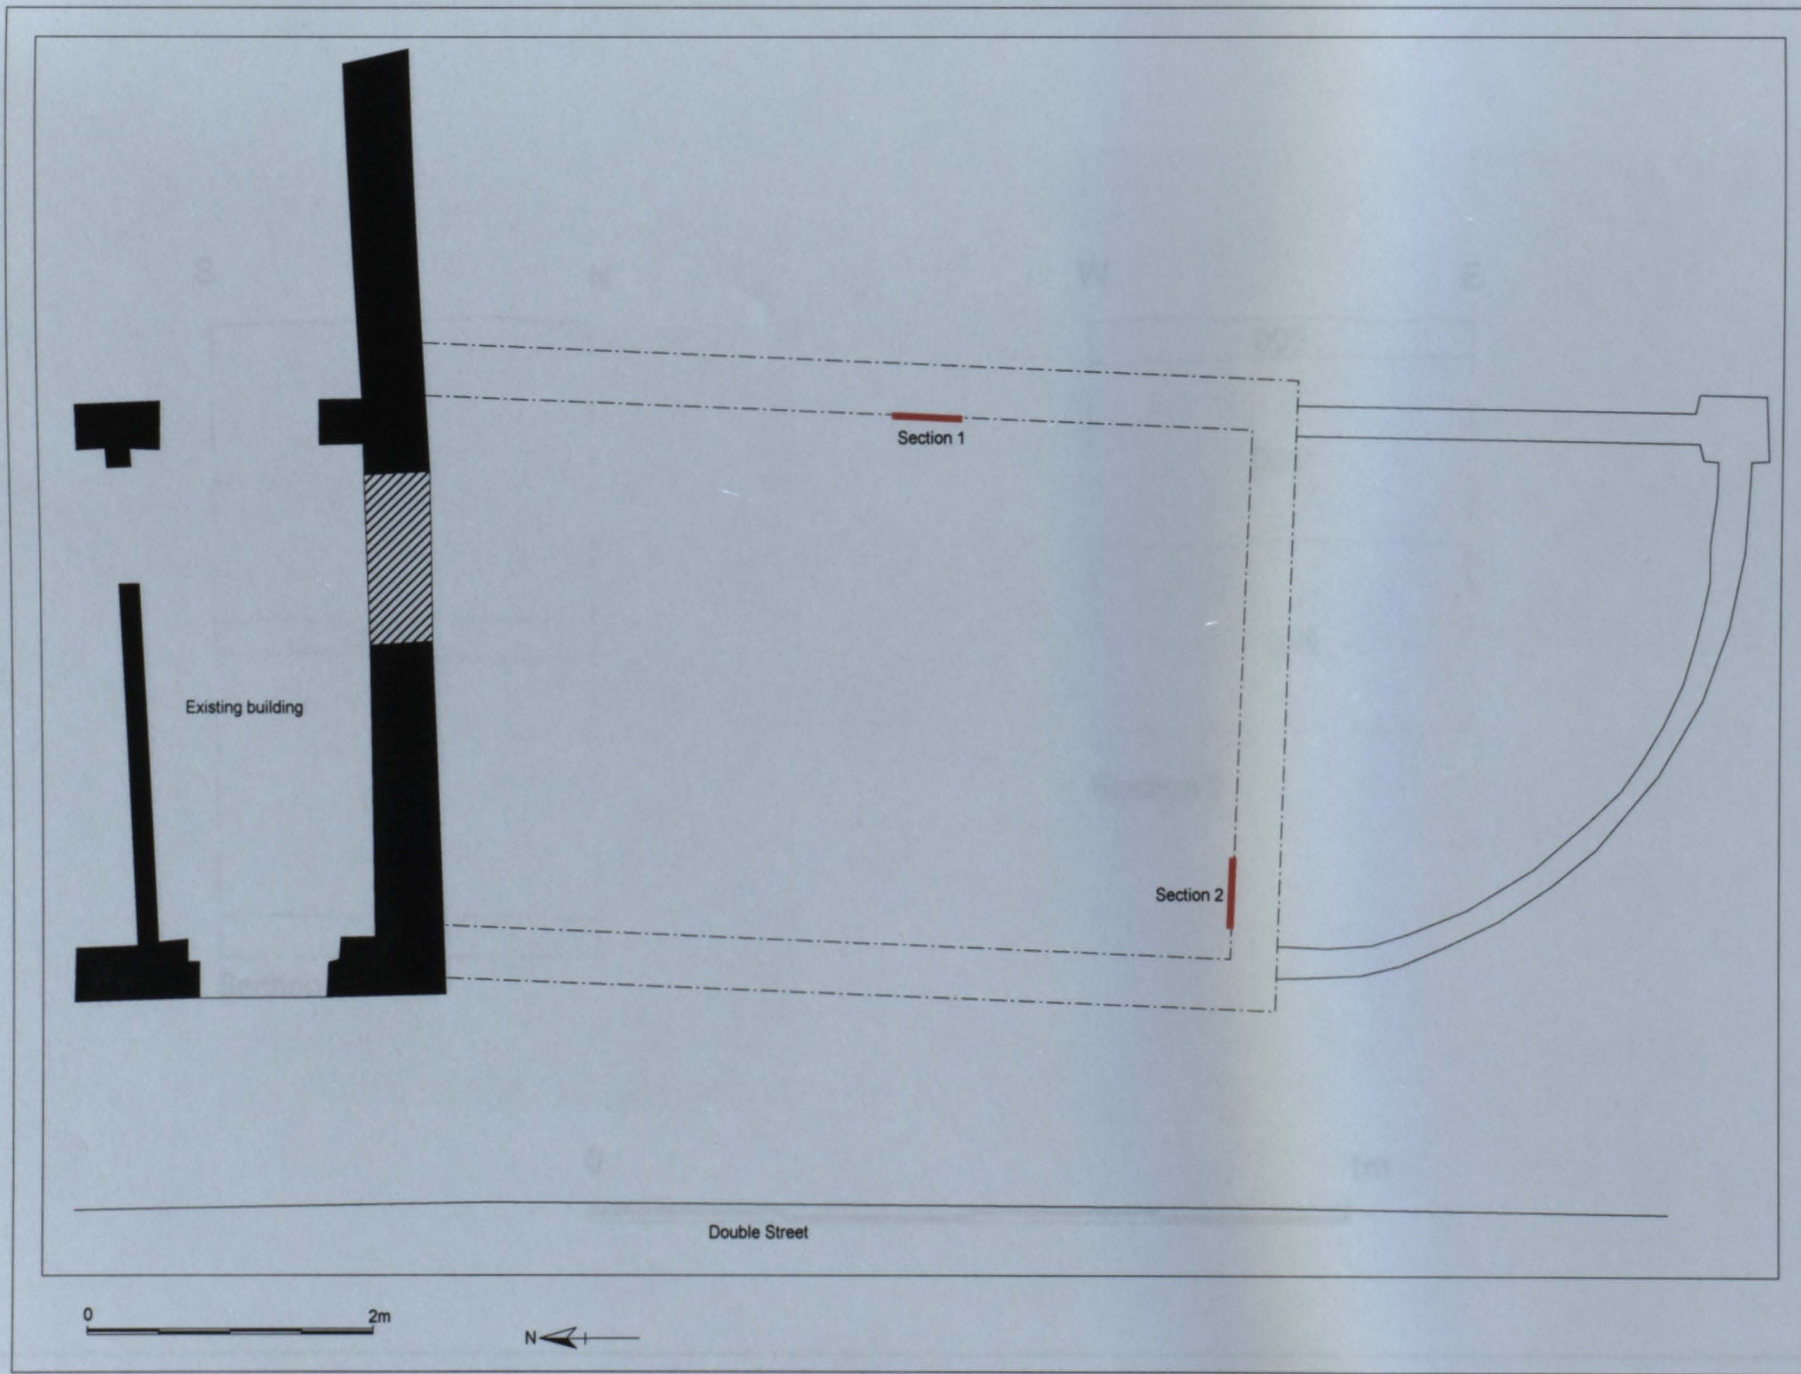 Section 1
Existing building
Section 2
Double Street
0 2m
N